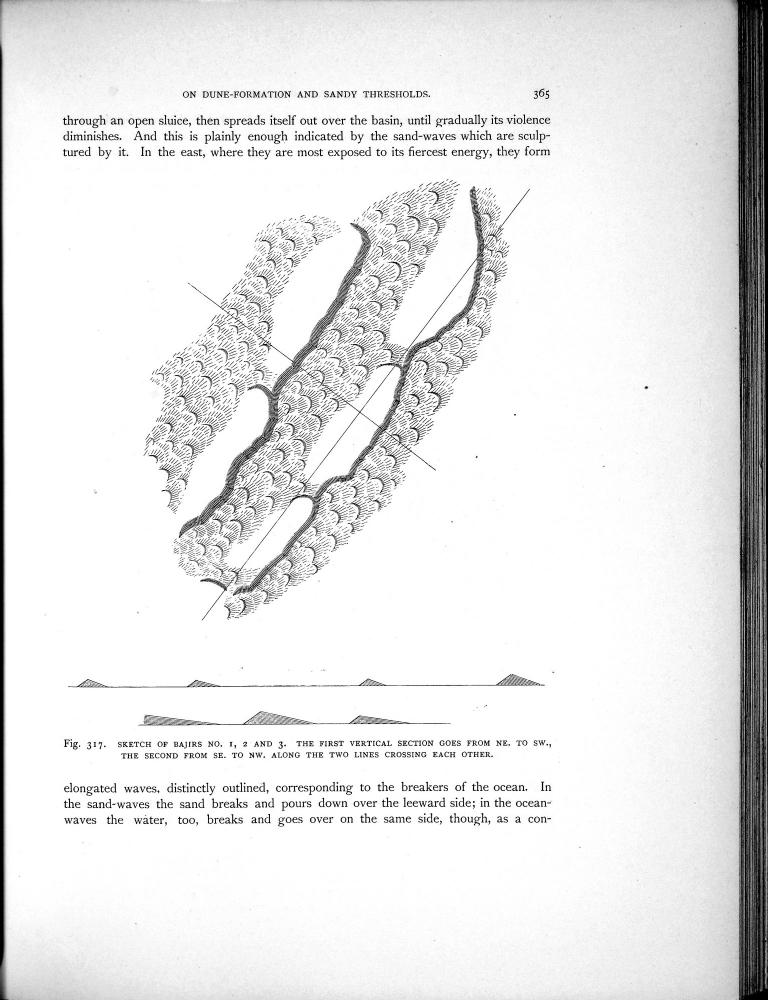 ON DUNE-FORMATION AND SANDY THRESHOLDS. 365
through an open sluice, then spreads itself out over the basin, until gradually its violence
diminishes. And this is plainly enough indicated by the sand-waves which are sculp-
tured by it. In the east, where they are most exposed to its fiercest energy, they form
Fig. 317. SKETCH OF BAJIRS NO. 1, 2 AND 3. THE FIRST VERTICAL SECTION GOES FROM NE. TO SW.,
THE SECOND FROM SE. TO NW. ALONG THE TWO LINES CROSSING EACH OTHER.
elongated waves, distinctly outlined, corresponding to the breakers of the ocean. In
the sand-waves the sand breaks and pours down over the leeward side; in the ocean-
waves the water, too, breaks and goes over on the same side, though, as a con-